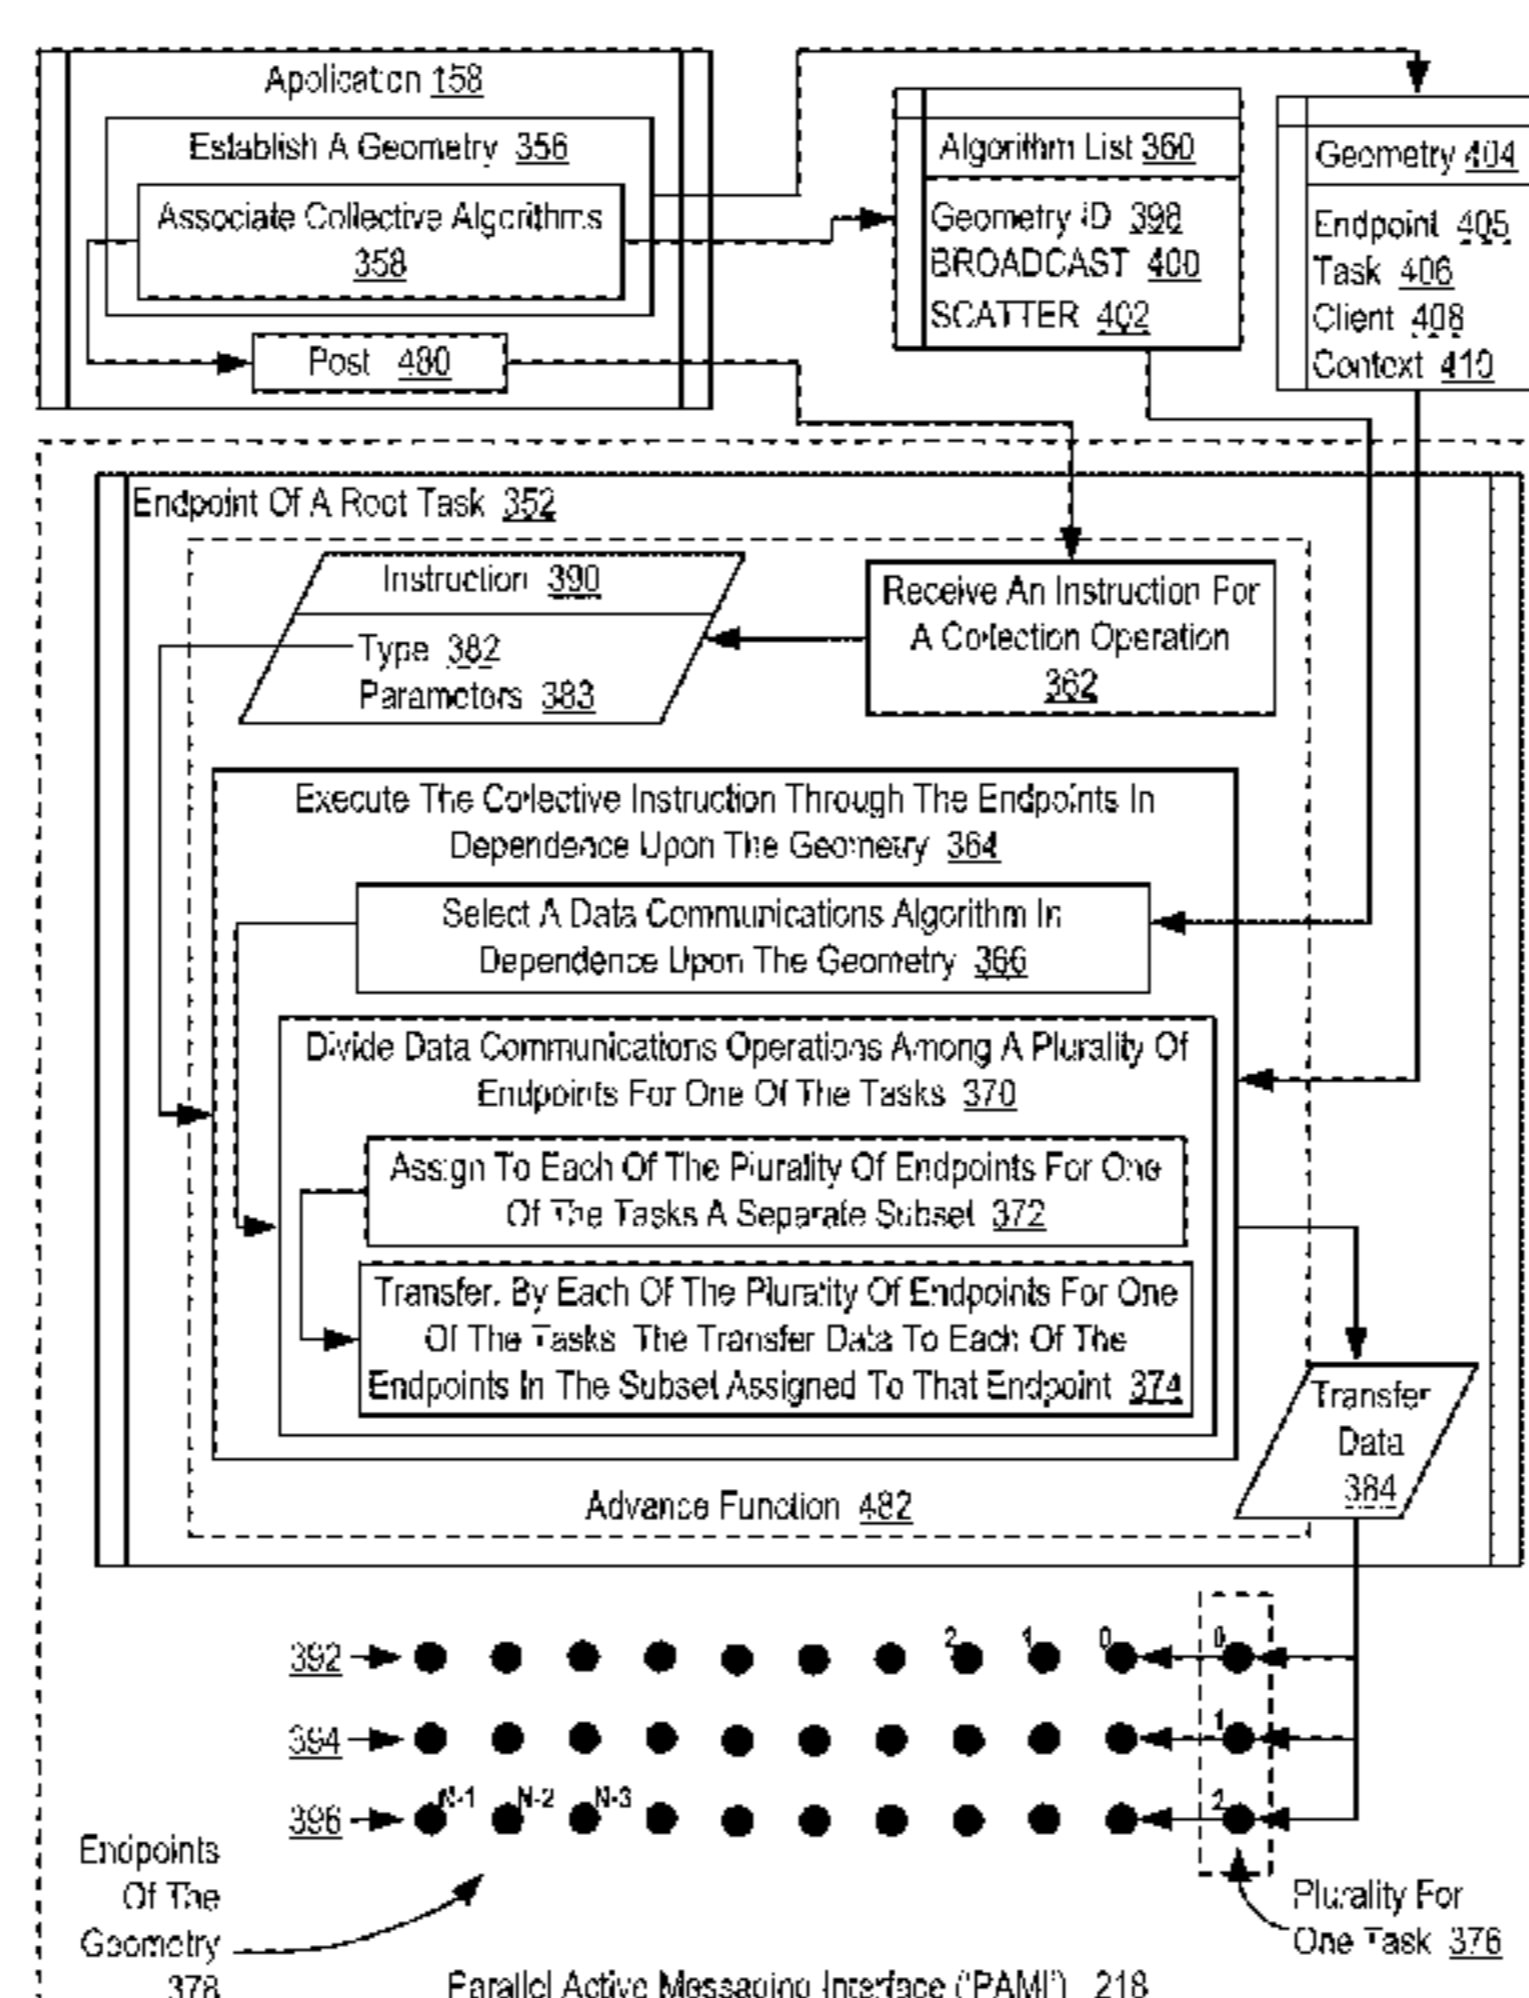 Application 158
Establish A Geometry 356
Associate Collective Algorithms
358
Post 480
Algorithm List 360
Geometry ID 398
BROADCAST 400
SCATTER 402
Geometry 404
Endpoint 405
Task 406
Client 408
Context 410
Endpoint Of A Root Task 352
Instruction 390
Type 382
Parameters 383
Receive An Instruction For
A Collection Operation
362
Execute The Collective Instruction Through The Endpoints In
Dependence Upon The Geometry 364
Select A Data Communications Algorithm In
Dependence Upon The Geometry 366
Divide Data Communications Operations Among A Plurality Of
Endpoints For One Of The Tasks 370
Assign To Each Of The Plurality Of Endpoints For One
Of The Tasks A Separate Subset 372
Transfer, By Each Of The Plurality Of Endpoints For One
Of The Tasks The Transfer Data To Each Of The
Endpoints In The Subset Assigned To That Endpoint 374
Transfer
Data
384
Advance Function 482
392
2
1
0
0
394
1
396
N-1
N-2
N-3
2
Endpoints
Of The
Geometry
378
Plurality For
One Task 376
Parallel Active Messaging Interface ('PAMI') 218